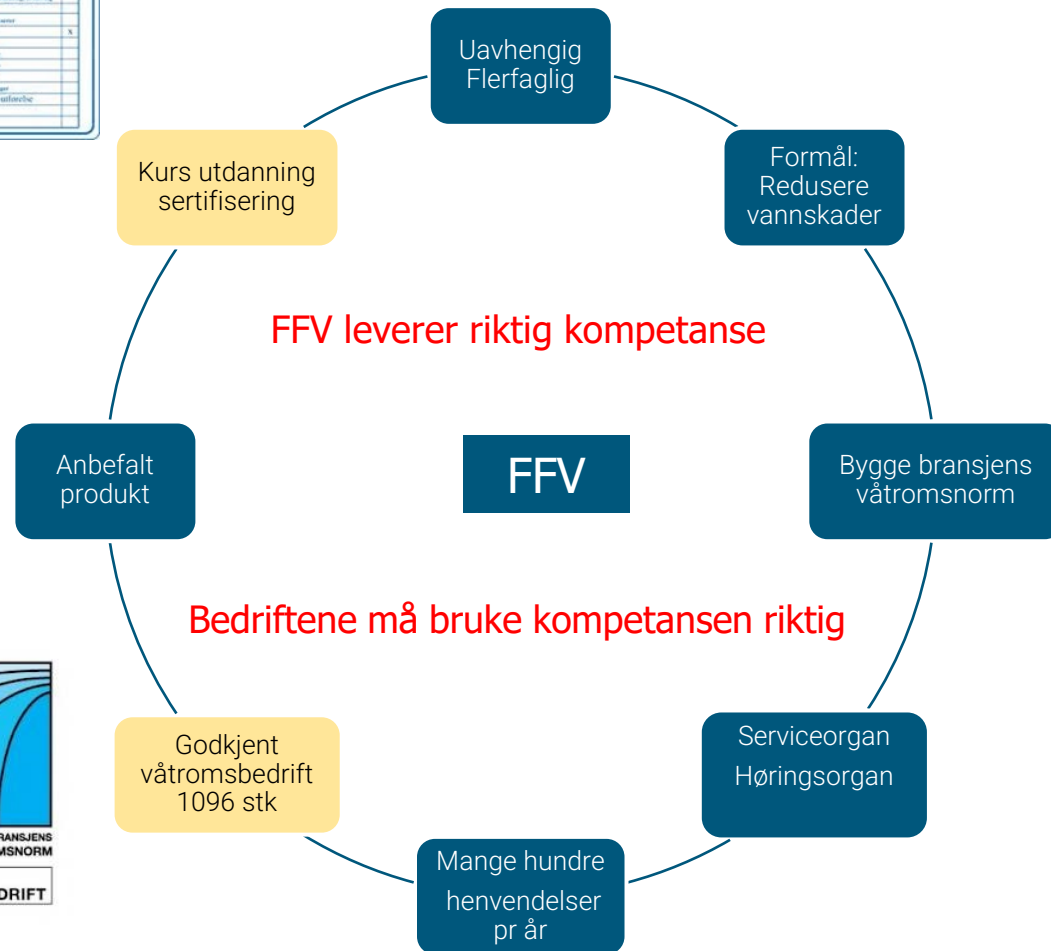 Uavhengig
Flerfaglig
Formål:
Redusere
vannskader
Kurs utdanning
sertifisering
FFV leverer riktig kompetanse
Anbefalt
produkt
FFV
Bygge bransjens
våtromsnorm
Bedriftene må bruke kompetansen riktig
Godkjent
våtromsbedrift
1096 stk
Serviceorgan
Høringsorgan
Mange hundre
henvendelser
pr år
RANSJENS
MSNORM
DRIFT
x